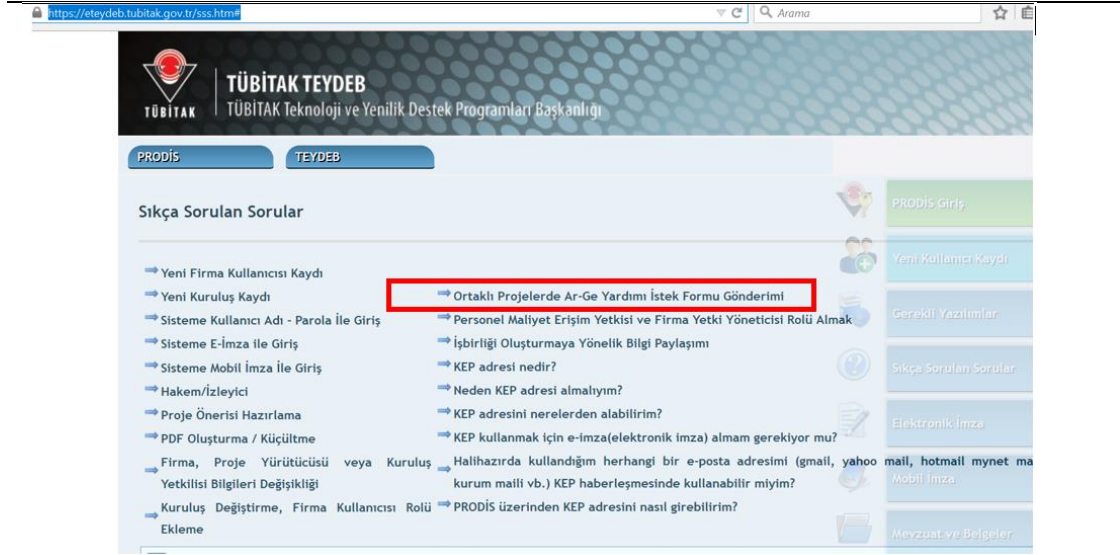 https://eteydeb.tubitak.gov.tr/sss.htm#
Arama
TÜBİTAK
TÜBİTAK TEYDEB
TÜBİTAK Teknoloji ve Yenilik Destek Programları Başkanlığı
PRODİS
TEYDEB
Sıkça Sorulan Sorular
Yeni Firma Kullanıcısı Kaydı
Yeni Kuruluş Kaydı
Sisteme Kullanıcı Adı - Parola İle Giriş
Sisteme E-İmza ile Giriş
Sisteme Mobil İmza İle Giriş
Hakem/İzleyici
Proje Önerisi Hazırlama
PDF Oluşturma / Küçültme
Firma, Proje Yürütücüsü veya Kuruluş
Yetkilisi Bilgileri Değişikliği
Kuruluş Değiştirme, Firma Kullanıcısı Rolü
Ekleme
Ortaklı Projelerde Ar-Ge Yardımı İstek Formu Gönderimi
Personel Maliyet Erişim Yetkisi ve Firma Yetki Yöneticisi Rolü Almak
İşbirliği Oluşturmaya Yönelik Bilgi Paylaşımı
KEP adresi nedir?
Neden KEP adresi almalıyım?
KEP adresini nerelerden alabilirim?
KEP kullanmak için e-imza(elektronik imza) almam gerekiyor mu?
Halihazırda kullandığım herhangi bir e-posta adresimi (gmail, yahoo mail, hotmail mynet ma
kurum maili vb.) KEP haberleşmesinde kullanabilir miyim?
PRODİS üzerinden KEP adresini nasıl girebilirim?
PRODİS Giriş
Yeni Kullanıcı Kaydı
Gerekli Yazılımlar
Sıkça Sorulan Sorular
Elektronik İmza
Mobil İmza
Mevzuat ve Belgeler